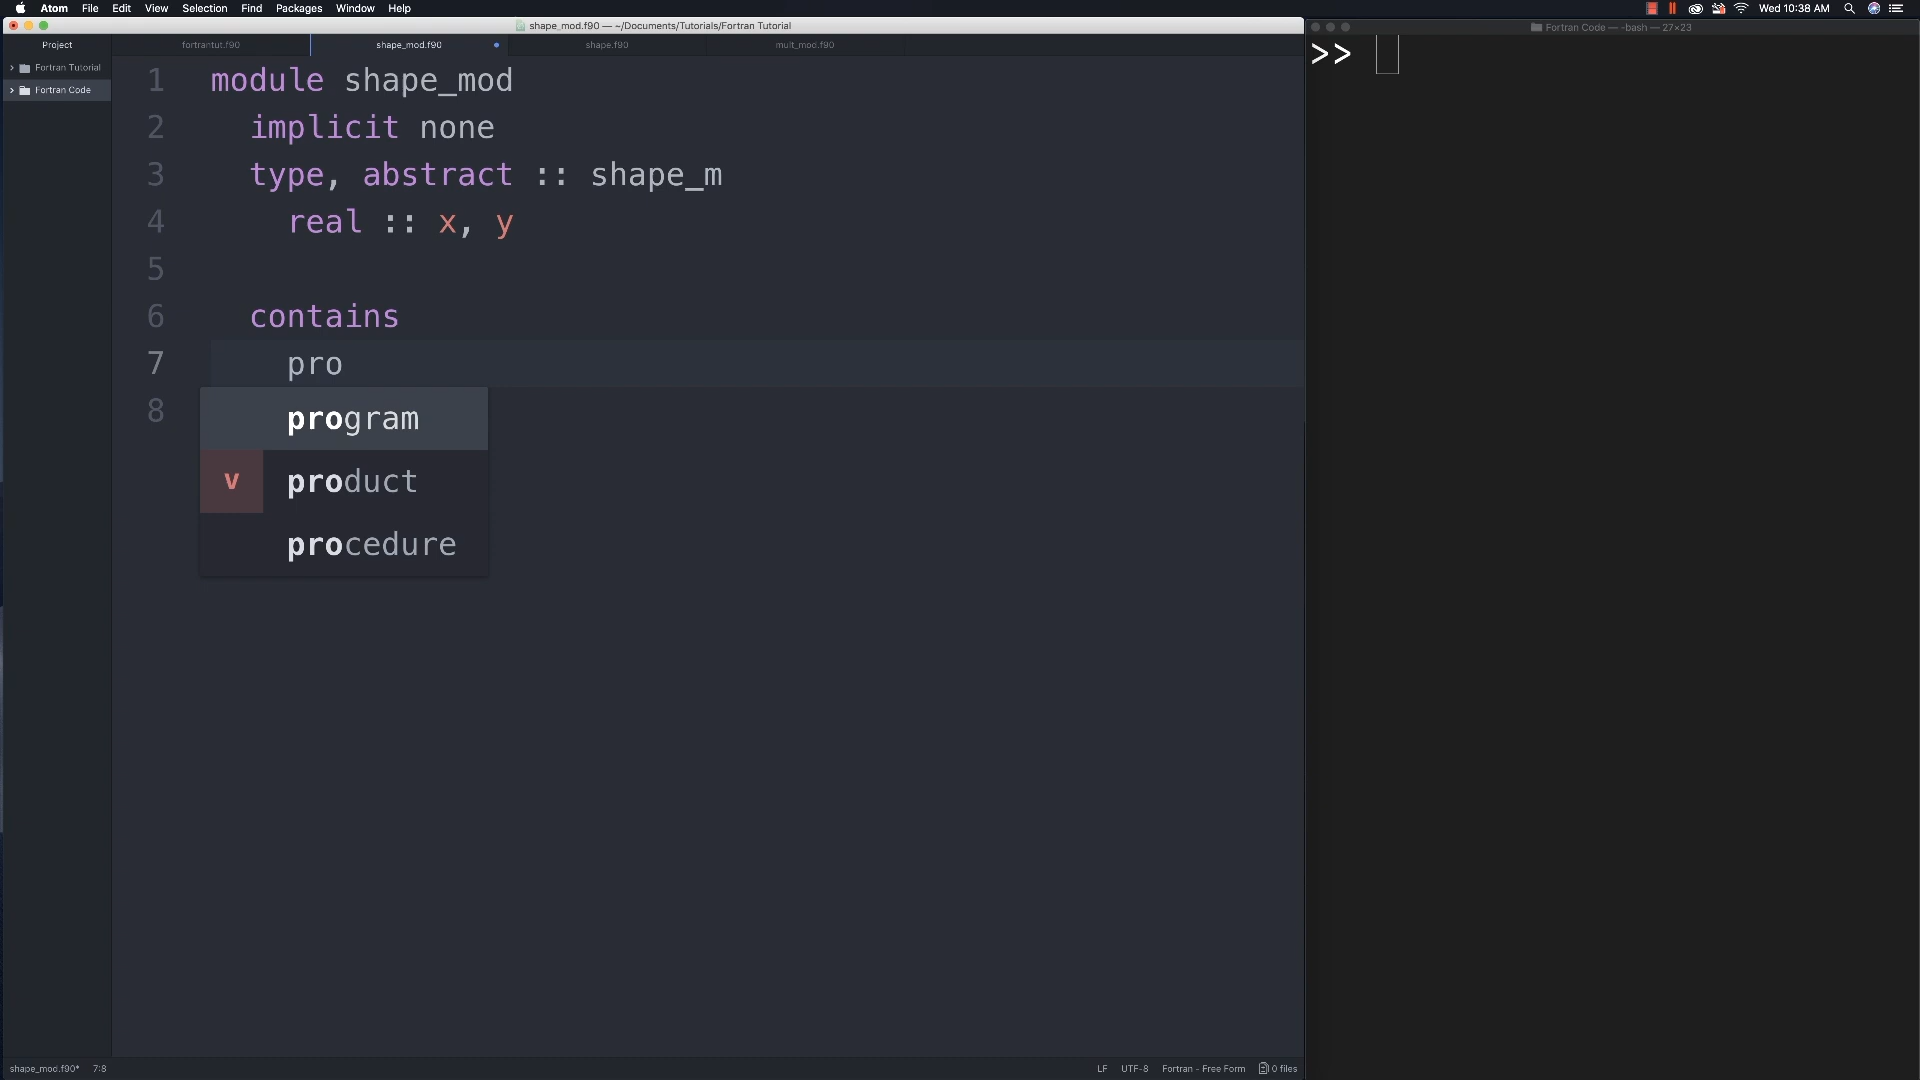 Atom File Edit View Selection Find Packages Window Help Wed 10:38 AM
shape_mod.f90 — ~/Documents/Tutorials/Fortran Tutorial
Fortran Code — -bash — 27×23
Project
fortrantut.f90 shape_mod.f90 shape.f90 mult_mod.f90
Fortran Tutorial
Fortran Code
1 module shape_mod
2 implicit none
3 type, abstract :: shape_m
4 real :: x, y
5
6 contains
7 pro
8
program
v product
procedure
>>
shape_mod.f90* 7:8 LF UTF-8 Fortran - Free Form 0 files